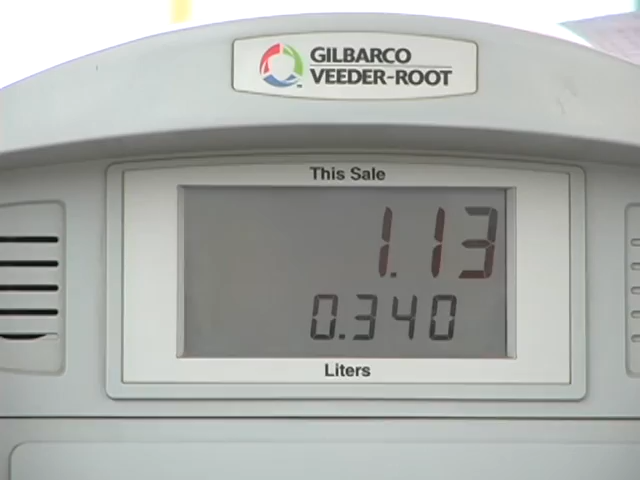 GILBARCO
VEEDER-ROOT
This Sale
1.13
0.340
Liters